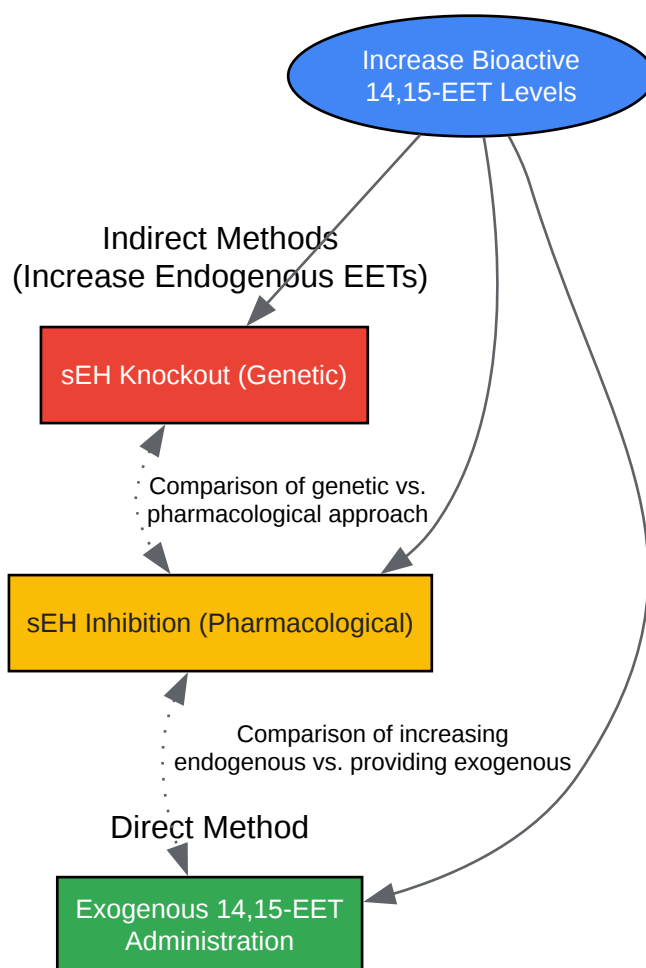 Increase Bioactive
14,15-EET Levels
Indirect Methods
(Increase Endogenous EETs)
sEH Knockout (Genetic)
Comparison of genetic vs.
pharmacological approach
sEH Inhibition (Pharmacological)
Comparison of increasing
endogenous vs. providing exogenous
Direct Method
Exogenous 14,15-EET
Administration